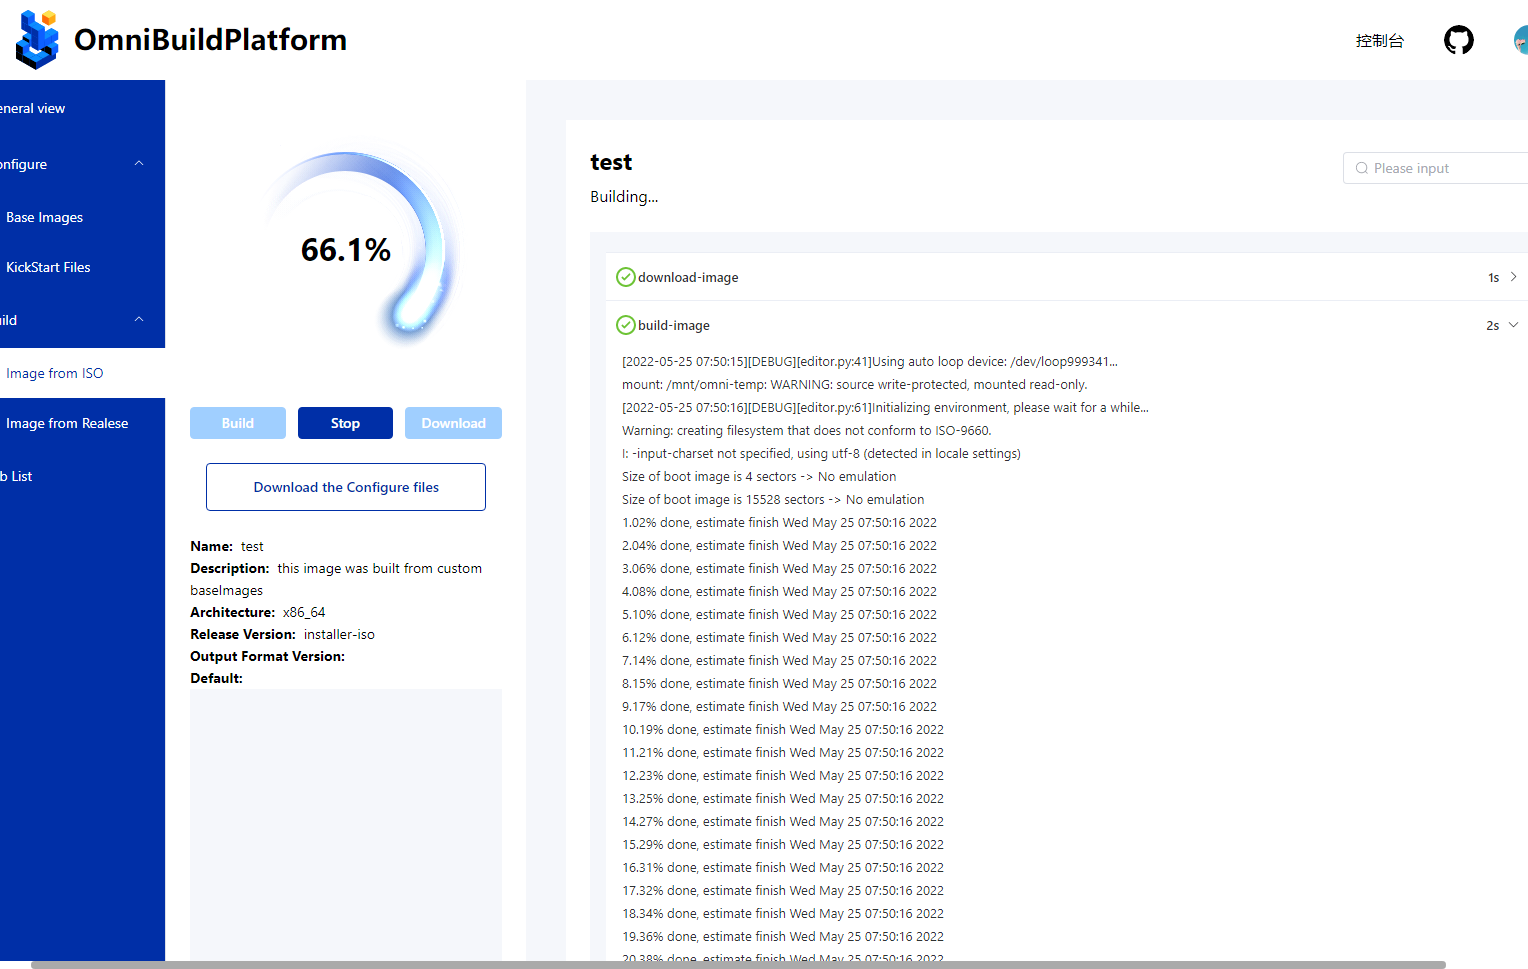 OmniBuildPlatform
控制台
eneral view
onfigure
Base Images
KickStart Files
ild
Image from ISO
Image from Realese
b List
66.1%
Build
Stop
Download
Download the Configure files
Name: test
Description: this image was built from custom
baseImages
Architecture: x86_64
Release Version: installer-iso
Output Format Version:
Default:
test
Please input
Building...
download-image
1s
build-image
2s
[2022-05-25 07:50:15][DEBUG][editor.py:41]Using auto loop device: /dev/loop999341...
mount: /mnt/omni-temp: WARNING: source write-protected, mounted read-only.
[2022-05-25 07:50:16][DEBUG][editor.py:61]Initializing environment, please wait for a while...
Warning: creating filesystem that does not conform to ISO-9660.
I: -input-charset not specified, using utf-8 (detected in locale settings)
Size of boot image is 4 sectors -> No emulation
Size of boot image is 15528 sectors -> No emulation
1.02% done, estimate finish Wed May 25 07:50:16 2022
2.04% done, estimate finish Wed May 25 07:50:16 2022
3.06% done, estimate finish Wed May 25 07:50:16 2022
4.08% done, estimate finish Wed May 25 07:50:16 2022
5.10% done, estimate finish Wed May 25 07:50:16 2022
6.12% done, estimate finish Wed May 25 07:50:16 2022
7.14% done, estimate finish Wed May 25 07:50:16 2022
8.15% done, estimate finish Wed May 25 07:50:16 2022
9.17% done, estimate finish Wed May 25 07:50:16 2022
10.19% done, estimate finish Wed May 25 07:50:16 2022
11.21% done, estimate finish Wed May 25 07:50:16 2022
12.23% done, estimate finish Wed May 25 07:50:16 2022
13.25% done, estimate finish Wed May 25 07:50:16 2022
14.27% done, estimate finish Wed May 25 07:50:16 2022
15.29% done, estimate finish Wed May 25 07:50:16 2022
16.31% done, estimate finish Wed May 25 07:50:16 2022
17.32% done, estimate finish Wed May 25 07:50:16 2022
18.34% done, estimate finish Wed May 25 07:50:16 2022
19.36% done, estimate finish Wed May 25 07:50:16 2022
20.38% done, estimate finish Wed May 25 07:50:16 2022